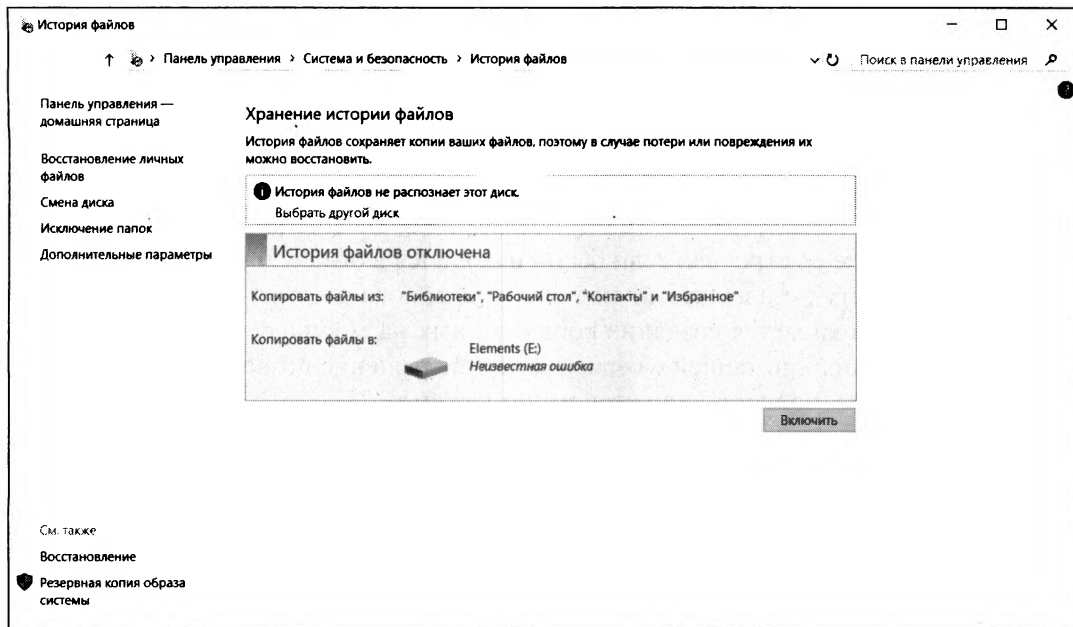 История файлов
Панель управления > Система и безопасность > История файлов
Поиск в панели управления
Панель управления —
домашняя страница
Восстановление личных
файлов
Смена диска
Исключение папок
Дополнительные параметры
Хранение истории файлов
История файлов сохраняет копии ваших файлов, поэтому в случае потери или повреждения их
можно восстановить.
История файлов не распознает этот диск.
Выбрать другой диск
История файлов отключена
Копировать файлы из: "Библиотеки", "Рабочий стол", "Контакты" и "Избранное"
Копировать файлы в:
Elements (E:)
Неизвестная ошибка
Включить
См. также
Восстановление
Резервная копия образа
системы